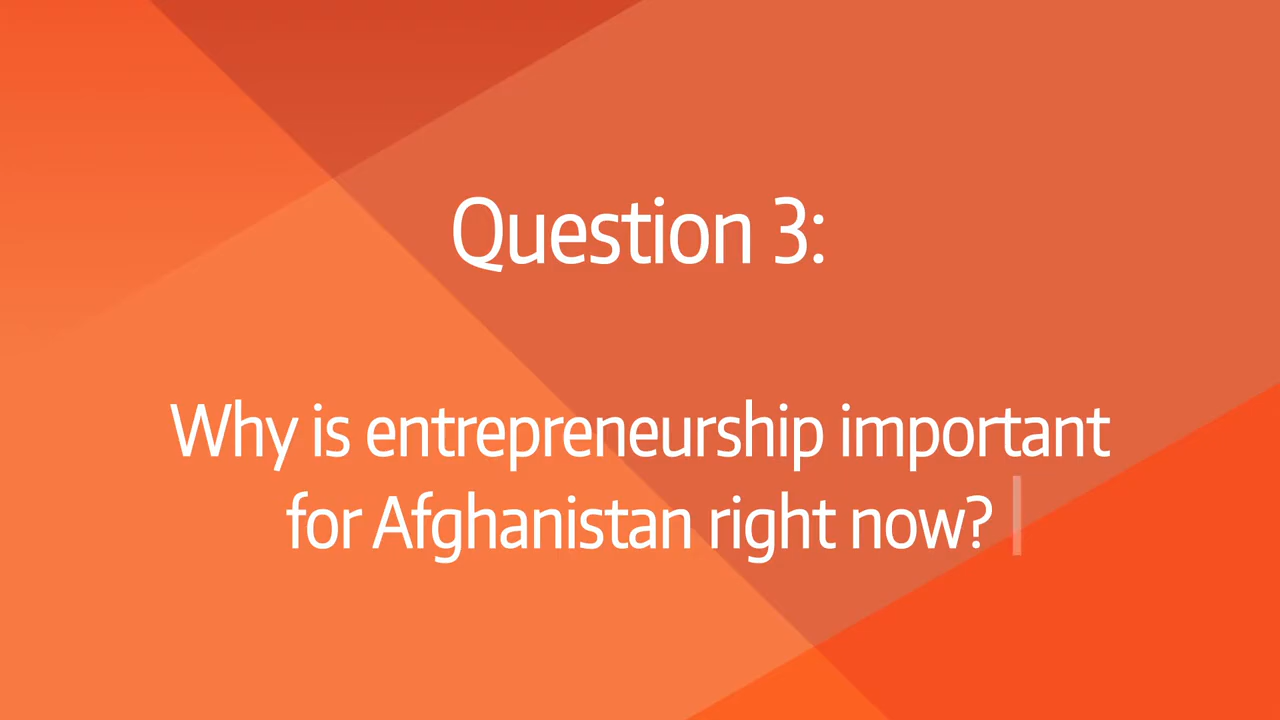 Question 3:
Why is entrepreneurship important
for Afghanistan right now?